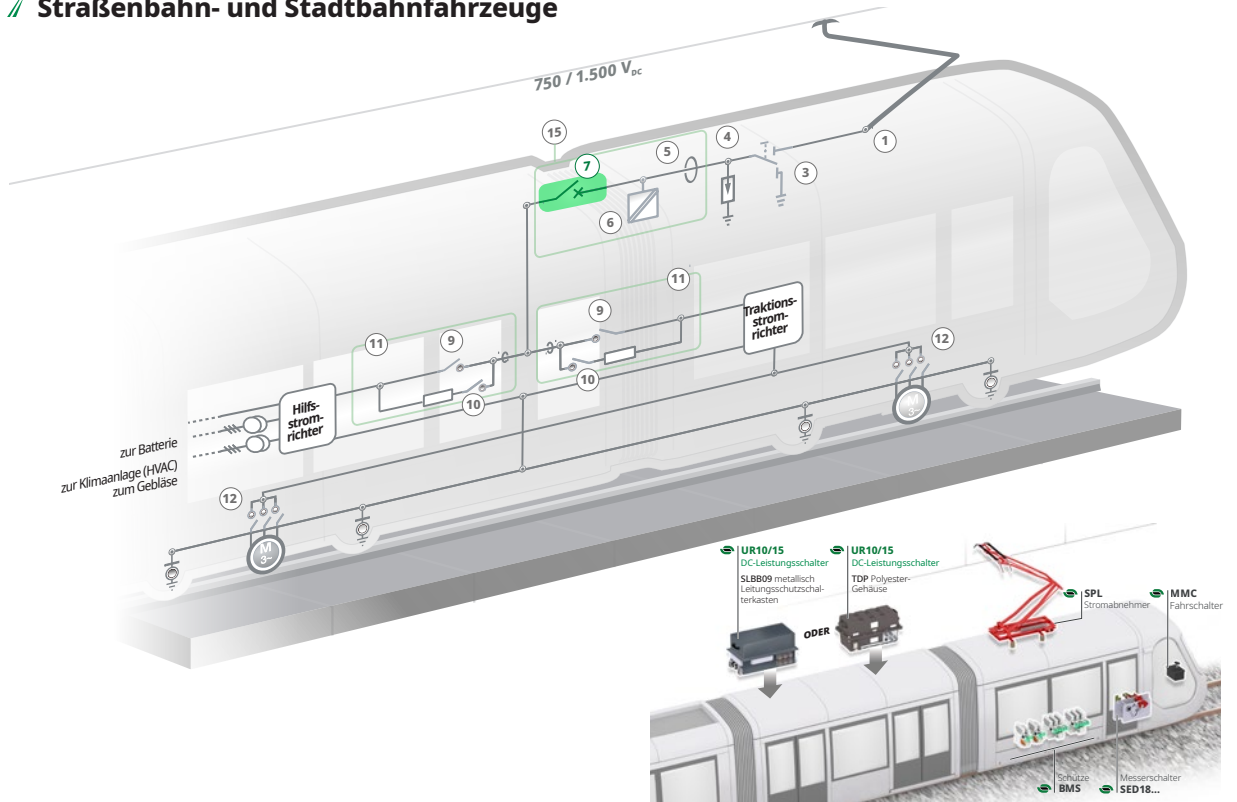 Straßenbahn- und Stadtbahnfahrzeuge
750 / 1.500 VDC
15
7
5
4
1
3
6
11
9
10
Traktions-
strom-
richter
11
9
10
12
Hilfs-
strom-
richter
zur Batterie
zur Klimaanlage (HVAC)
zum Gebläse
12
M
3~
M
3~
UR10/15
DC-Leistungsschalter
SLBB09 metallisch
Leitungsschutzschal-
terkasten
ODER
UR10/15
DC-Leistungsschalter
TDP Polyester-
Gehäuse
SPL
Stromabnehmer
MMC
Fahrschalter
Schütze
BMS
Messerschalter
SED18...